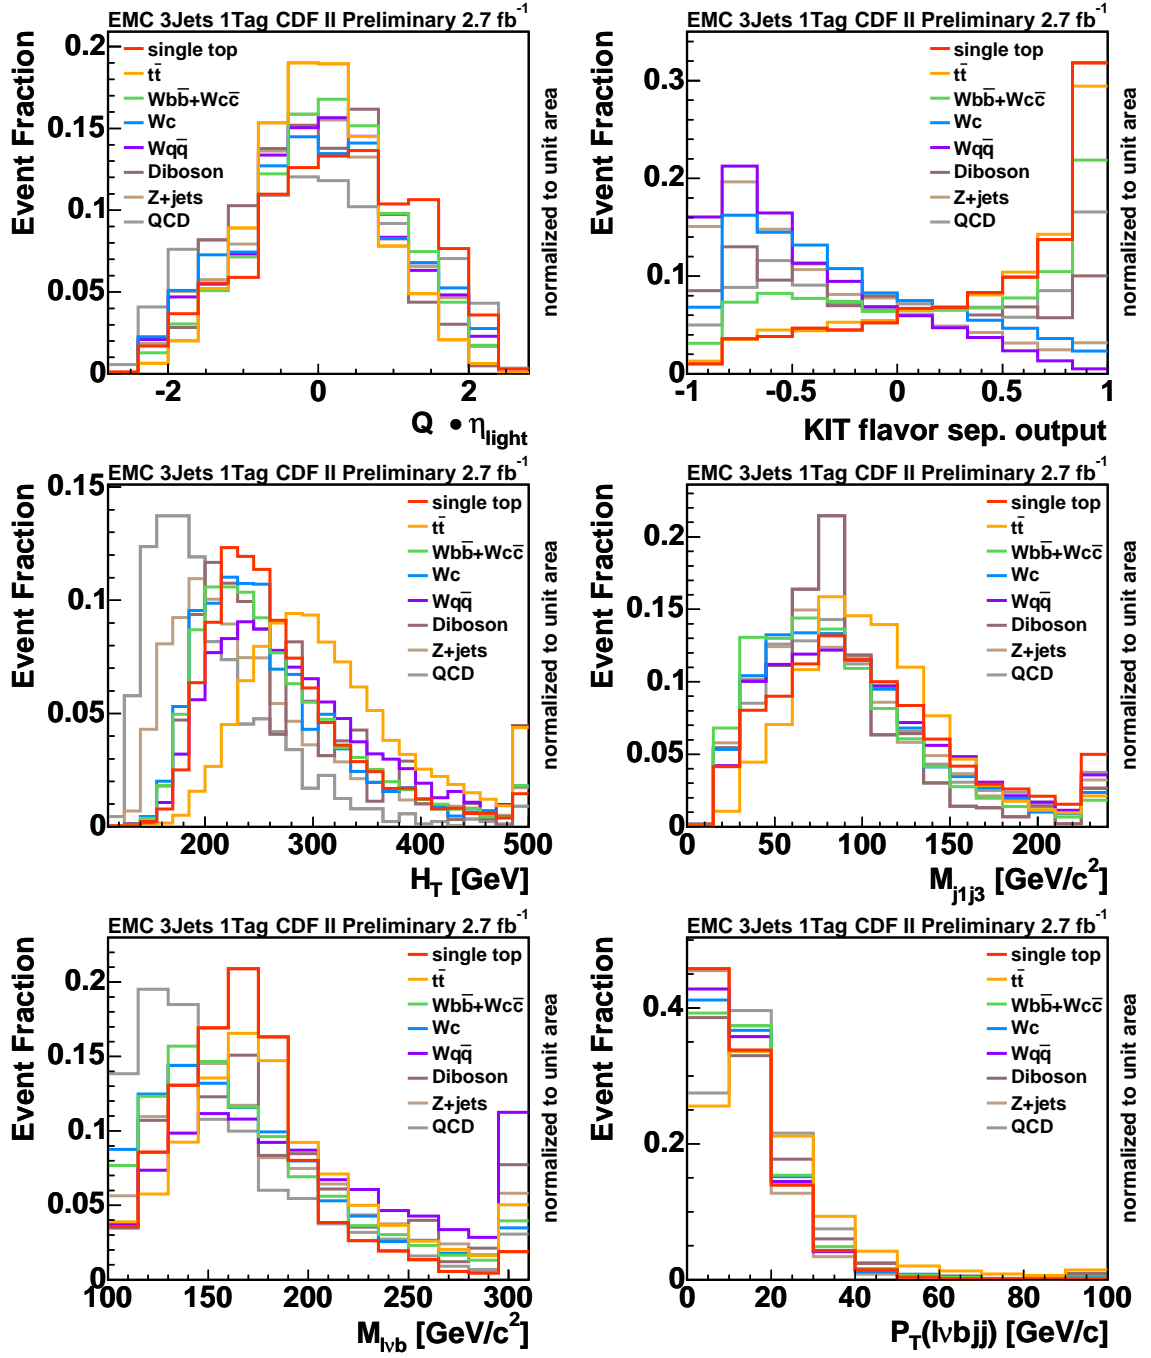 EMC 3Jets 1Tag CDF II Preliminary 2.7 fb⁻¹
Event Fraction
normalized to unit area
0.2
0.15
0.1
0.05
0
single top
tt̄
Wbb̄+Wcc̄
Wc
Wqq̄
Diboson
Z+jets
QCD
-2 0 2
Q • η_light
EMC 3Jets 1Tag CDF II Preliminary 2.7 fb⁻¹
Event Fraction
normalized to unit area
0.3
0.2
0.1
0
single top
tt̄
Wbb̄+Wcc̄
Wc
Wqq̄
Diboson
Z+jets
QCD
-1 -0.5 0 0.5 1
KIT flavor sep. output
EMC 3Jets 1Tag CDF II Preliminary 2.7 fb⁻¹
Event Fraction
normalized to unit area
0.15
0.1
0.05
0
single top
tt̄
Wbb̄+Wcc̄
Wc
Wqq̄
Diboson
Z+jets
QCD
200 300 400 500
H_T [GeV]
EMC 3Jets 1Tag CDF II Preliminary 2.7 fb⁻¹
Event Fraction
normalized to unit area
0.2
0.15
0.1
0.05
0
single top
tt̄
Wbb̄+Wcc̄
Wc
Wqq̄
Diboson
Z+jets
QCD
0 50 100 150 200
M_j1j3 [GeV/c²]
EMC 3Jets 1Tag CDF II Preliminary 2.7 fb⁻¹
Event Fraction
normalized to unit area
0.2
0.15
0.1
0.05
0
single top
tt̄
Wbb̄+Wcc̄
Wc
Wqq̄
Diboson
Z+jets
QCD
100 150 200 250 300
M_lνb [GeV/c²]
EMC 3Jets 1Tag CDF II Preliminary 2.7 fb⁻¹
Event Fraction
normalized to unit area
0.4
0.2
0
single top
tt̄
Wbb̄+Wcc̄
Wc
Wqq̄
Diboson
Z+jets
QCD
0 20 40 60 80 100
P_T(lνbjj) [GeV/c]